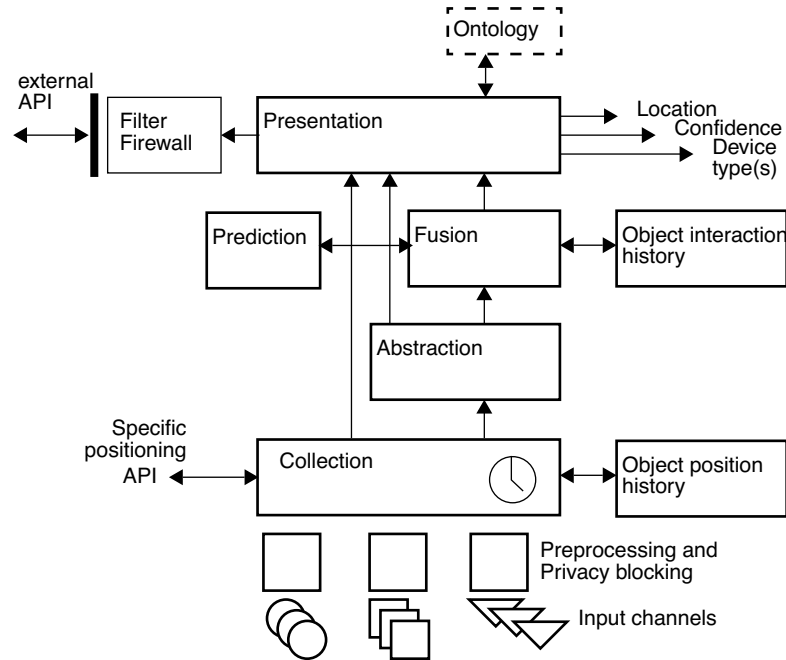 Ontology
external
API
Filter
Firewall
Presentation
Location
Confidence
Device
type(s)
Prediction
Fusion
Object interaction
history
Abstraction
Specific
positioning
API
Collection
Object position
history
Preprocessing and
Privacy blocking
Input channels